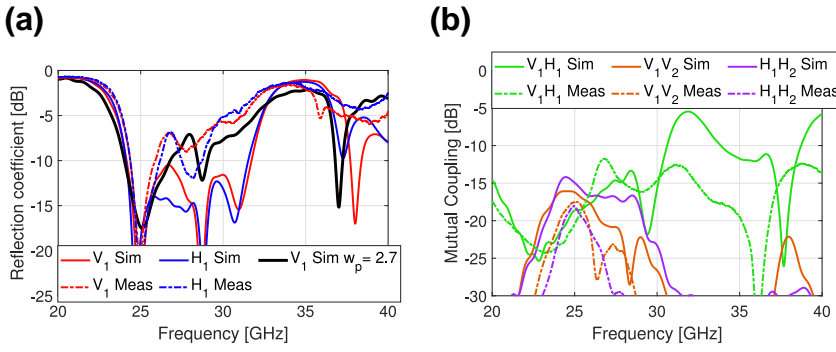 (a)
(b)
0
-5
-10
-15
-20
-25
20
25
30
35
40
Reflection coefficient [dB]
Frequency [GHz]
V1 Sim
H1 Sim
V1 Sim wp= 2.7
V1 Meas
H1 Meas
V1H1 Sim
V1V2 Sim
H1H2 Sim
V1H1 Meas
V1V2 Meas
H1H2 Meas
0
-5
-10
-15
-20
-25
-30
20
25
30
35
40
Mutual Coupling [dB]
Frequency [GHz]